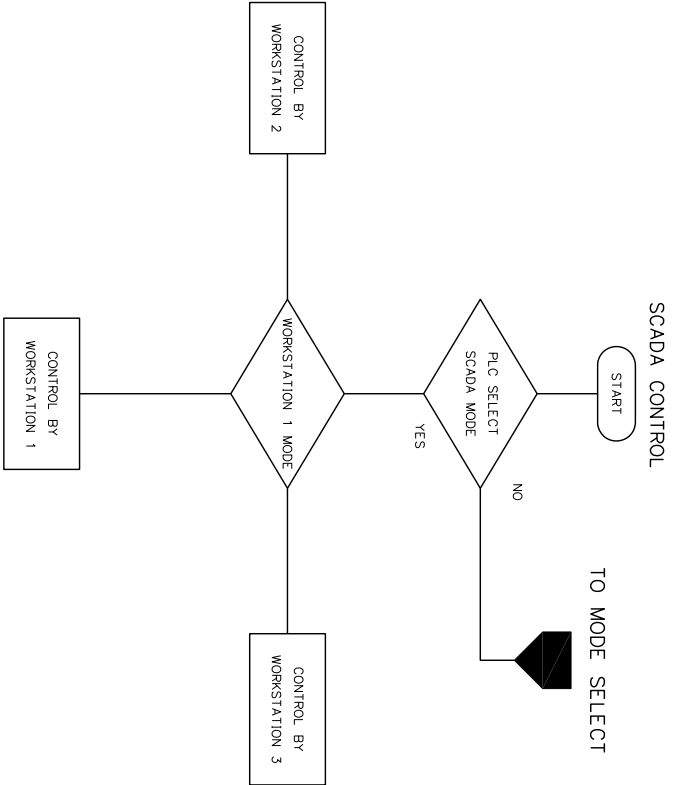 SCADA CONTROL
START
TO MODE SELECT
PLC SELECT
SCADA MODE
NO
YES
WORKSTATION 1 MODE
CONTROL BY
WORKSTATION 2
CONTROL BY
WORKSTATION 3
CONTROL BY
WORKSTATION 1